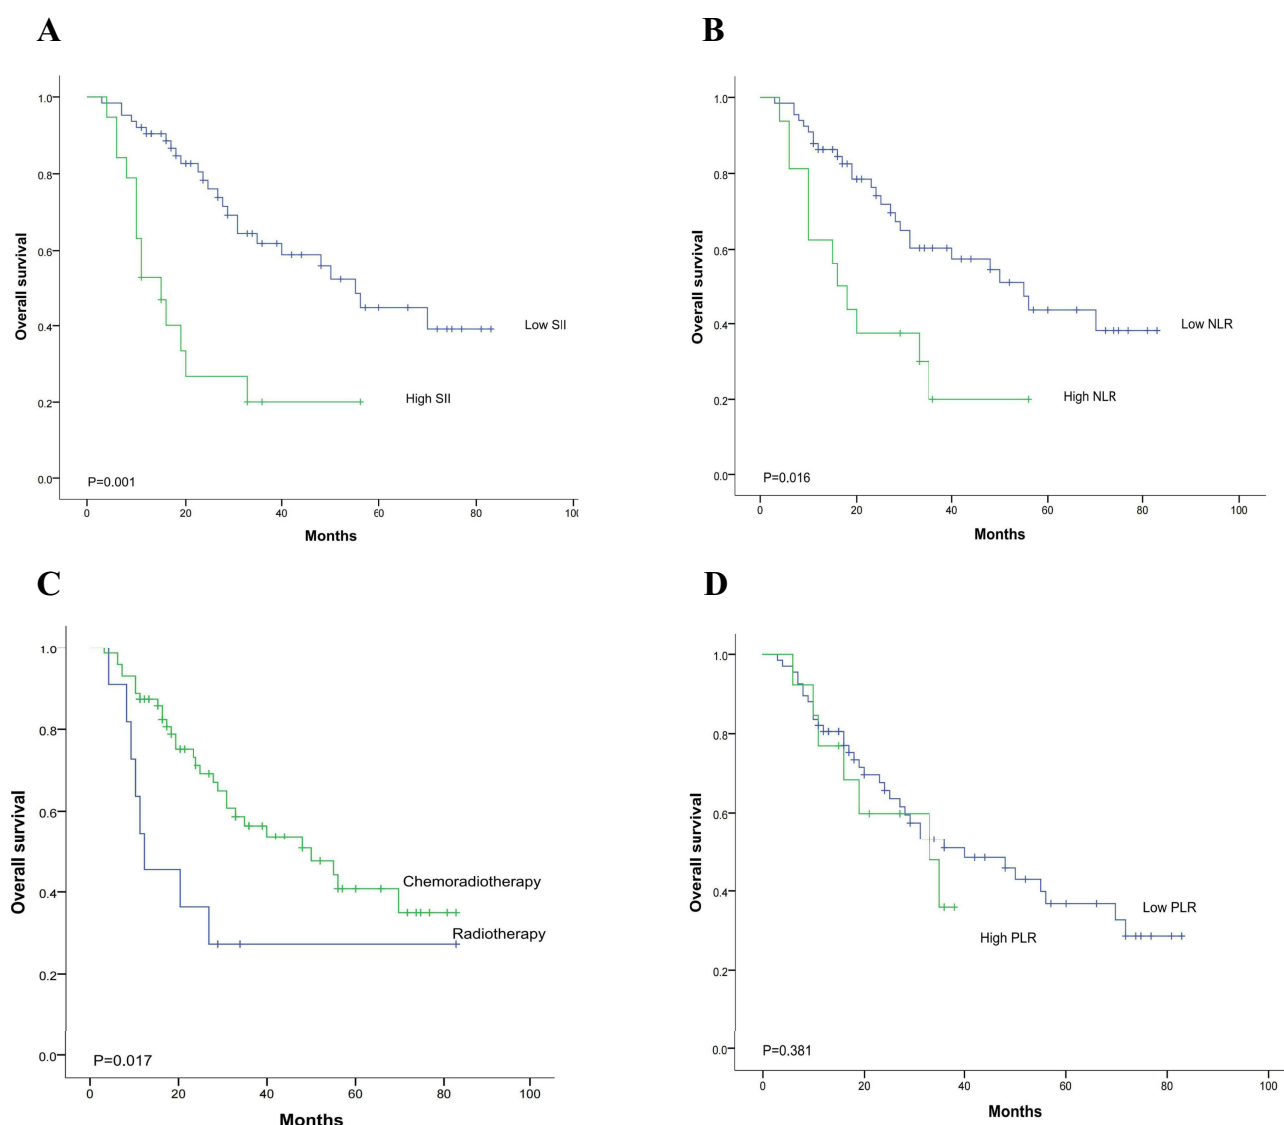 A
1.0
0.8
0.6
0.4
0.2
0.0
Overall survival
Low SII
High SII
P=0.001
0 20 40 60 80 10
Months
B
1.0
0.8
0.6
0.4
0.2
0.0
Overall survival
Low NLR
High NLR
P=0.016
0 20 40 60 80 100
Months
C
1.0
0.8
0.6
0.4
0.2
0.0
Overall survival
Chemoradiotherapy
Radiotherapy
P=0.017
0 20 40 60 80 100
Months
D
1.0
0.8
0.6
0.4
0.2
0.0
Overall survival
Low PLR
High PLR
P=0.381
0 20 40 60 80 100
Months